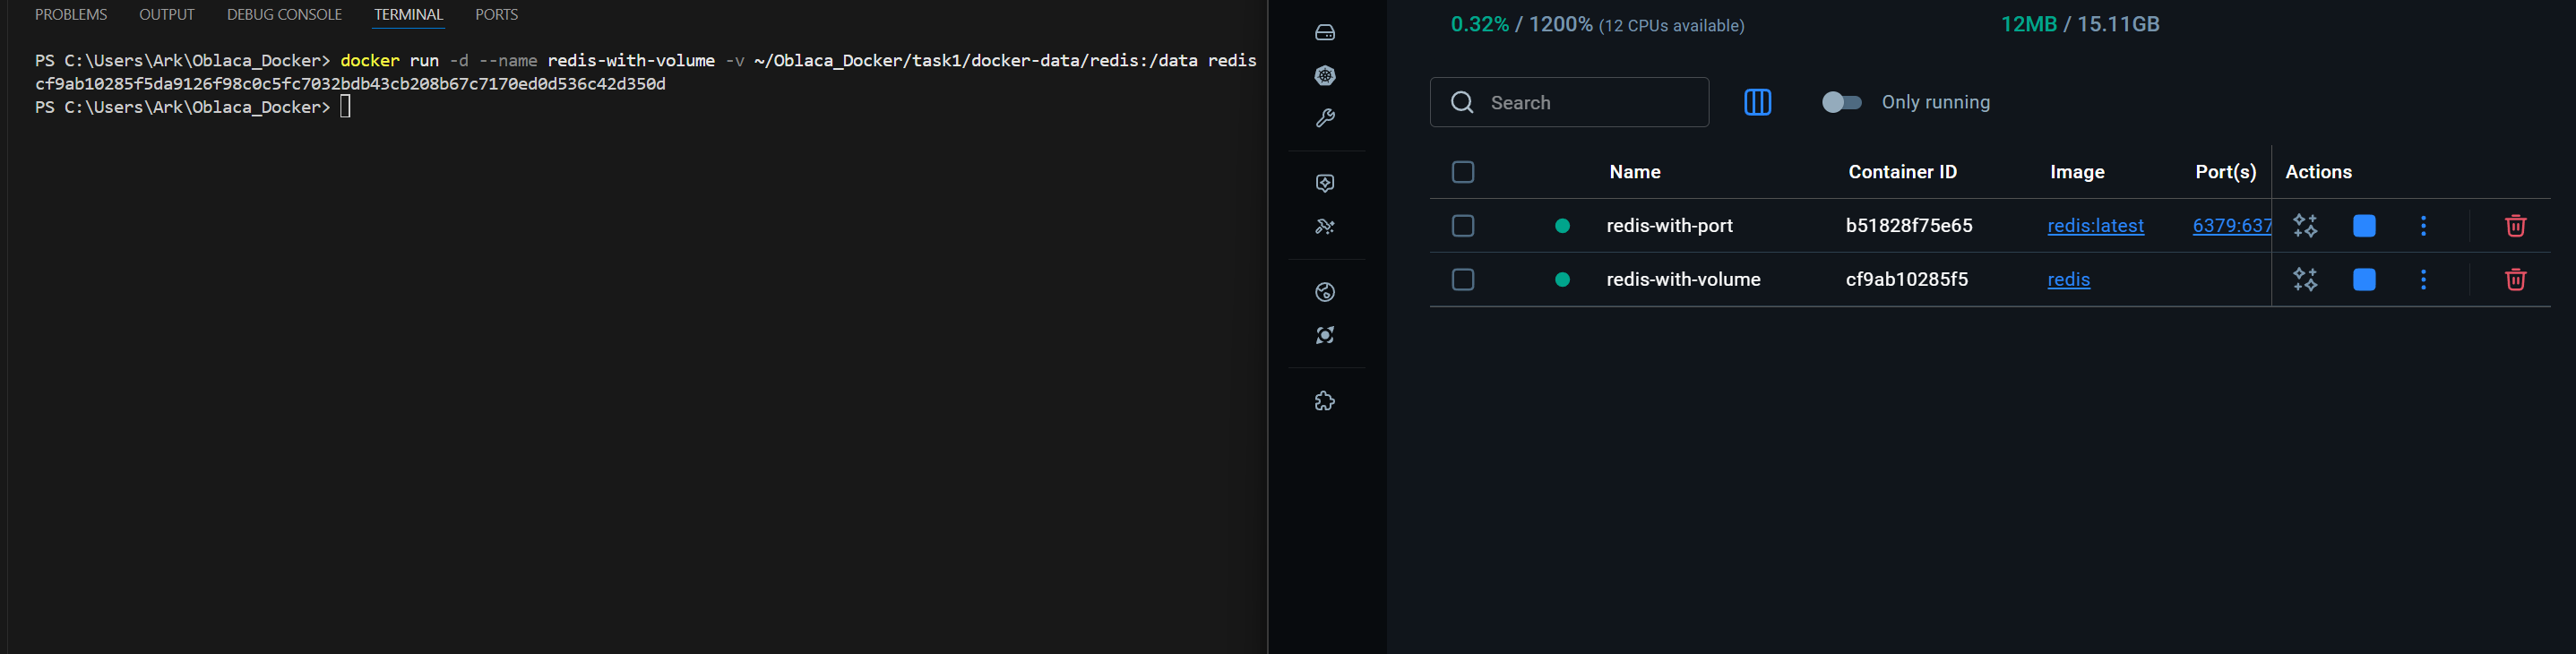 PROBLEMS OUTPUT DEBUG CONSOLE TERMINAL PORTS
PS C:\Users\Ark\Oblaca_Docker> docker run -d --name redis-with-volume -v ~/Oblaca_Docker/task1/docker-data/redis:/data redis
cf9ab10285f5da9126f98c0c5fc7032bdb43cb208b67c7170ed0d536c42d350d
PS C:\Users\Ark\Oblaca_Docker>
0.32% / 1200% (12 CPUs available) 12MB / 15.11GB
Search Only running
Name Container ID Image Port(s) Actions
redis-with-port b51828f75e65 redis:latest 6379:637
redis-with-volume cf9ab10285f5 redis